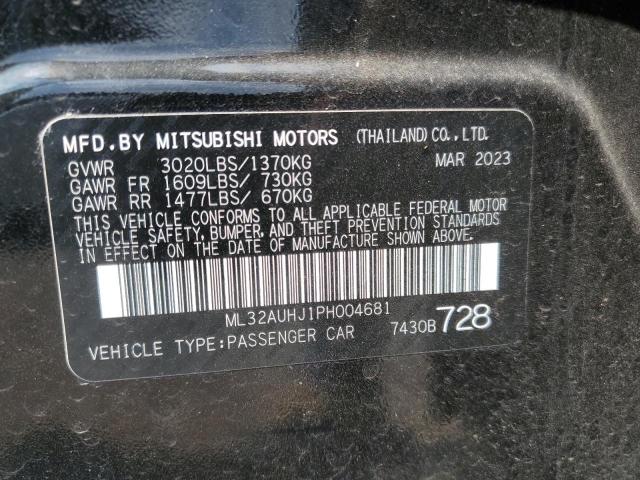 MFD.BY MITSUBISHI MOTORS (THAILAND)CO.,LTD.
GVWR 3020LBS/1370KG MAR 2023
GAWR FR 1609LBS/ 730KG
GAWR RR 1477LBS/ 670KG
THIS VEHICLE CONFORMS TO ALL APPLICABLE FEDERAL MOTOR
VEHICLE SAFETY, BUMPER, AND THEFT PREVENTION STANDARDS
IN EFFECT ON THE DATE OF MANUFACTURE SHOWN ABOVE.
ML32AUHJ1PH004681
VEHICLE TYPE:PASSENGER CAR 7430B 728